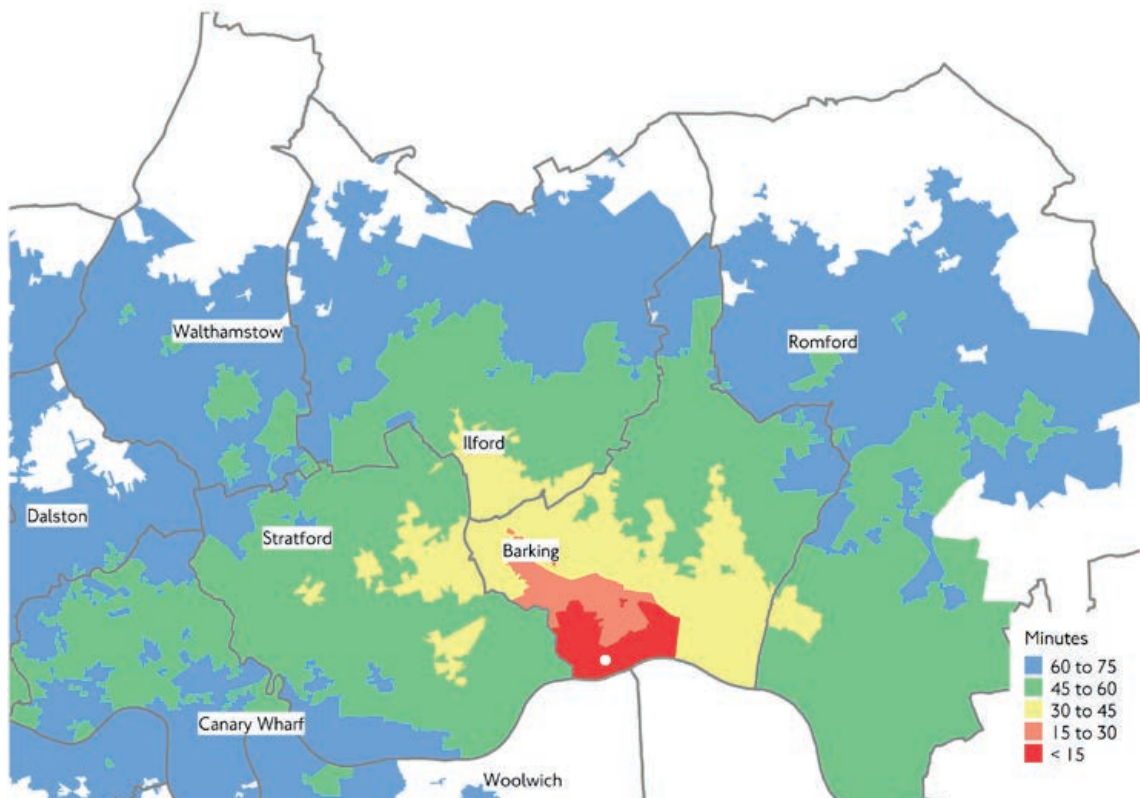 Walthamstow
Romford
Ilford
Dalston
Stratford
Barking
Canary Wharf
Woolwich
Minutes
60 to 75
45 to 60
30 to 45
15 to 30
< 15